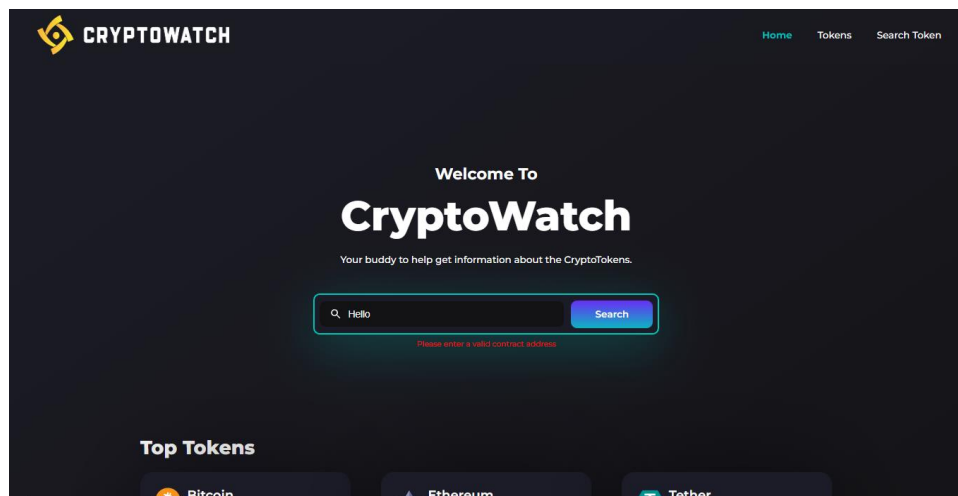 CRYPTOWATCH
Home Tokens Search Token
Welcome To
CryptoWatch
Your buddy to help get information about the CryptoTokens.
Hello Search
Please enter a valid contract address
Top Tokens
Bitcoin Ethereum Tether